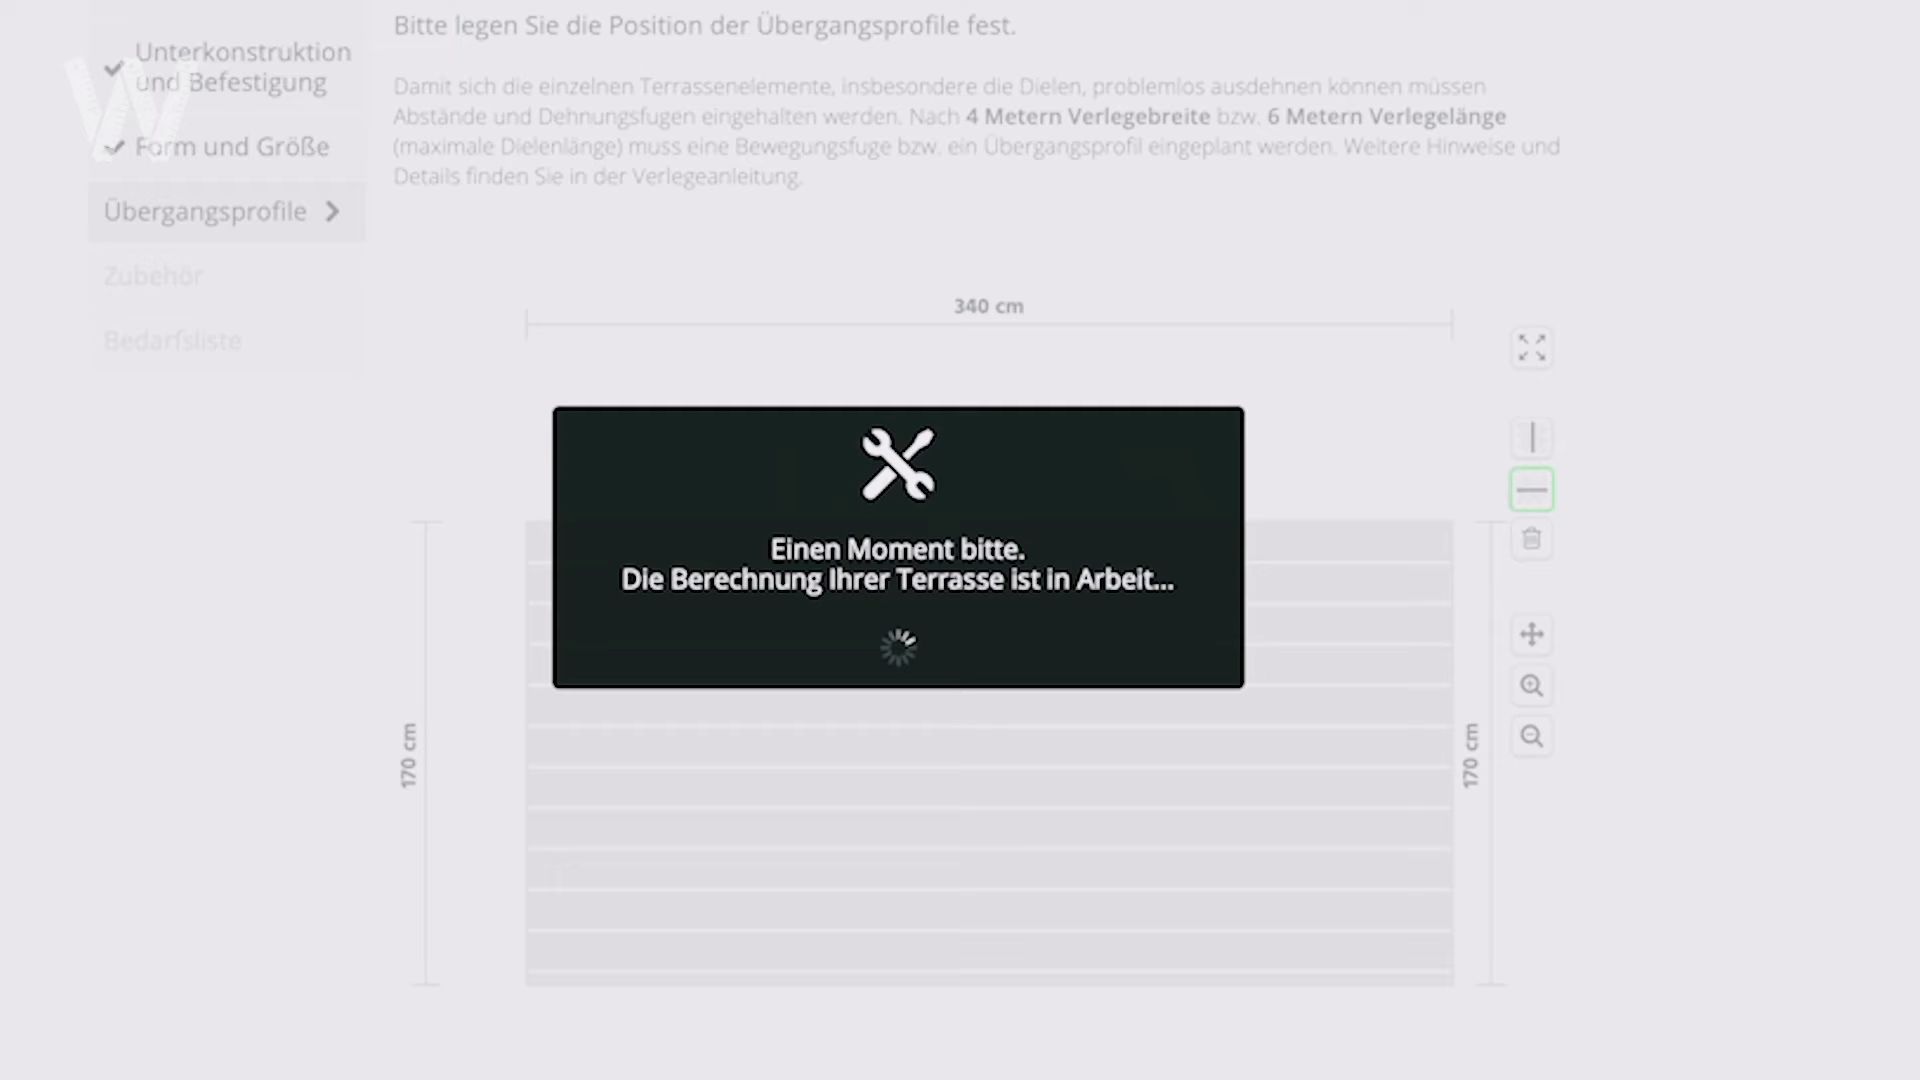 Bitte legen Sie die Position der Übergangsprofile fest.
Unterkonstruktion
und Befestigung
Form und Größe
Übergangsprofile
Zubehör
Bedarfsliste
Damit sich die einzelnen Terrassenelemente, insbesondere die Dielen, problemlos ausdehnen können müssen
Abstände und Dehnungsfugen eingehalten werden. Nach 4 Metern Verlegebreite bzw. 6 Metern Verlegelänge
(maximale Dielenlänge) muss eine Bewegungsfuge bzw. ein Übergangsprofil eingeplant werden. Weitere Hinweise und
Details finden Sie in der Verlegeanleitung.
340 cm
Einen Moment bitte.
Die Berechnung Ihrer Terrasse ist in Arbeit...
170 cm
170 cm
W